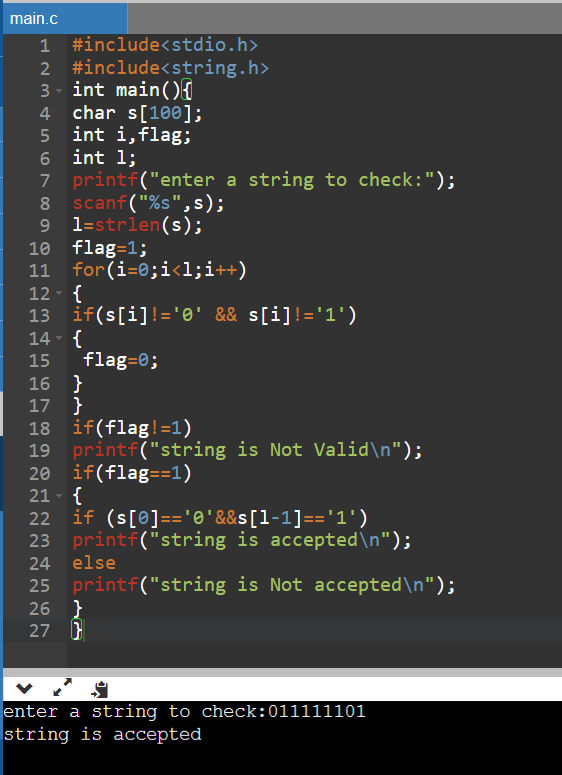 main.c
1 #include<stdio.h>
2 #include<string.h>
3 int main(){
4 char s[100];
5 int i,flag;
6 int l;
7 printf("enter a string to check:");
8 scanf("%s",s);
9 l=strlen(s);
10 flag=1;
11 for(i=0;i<l;i++)
12 {
13 if(s[i]!='0' && s[i]!='1')
14 {
15  flag=0;
16 }
17 }
18 if(flag!=1)
19 printf("string is Not Valid\n");
20 if(flag==1)
21 {
22 if (s[0]=='0'&&s[l-1]=='1')
23 printf("string is accepted\n");
24 else
25 printf("string is Not accepted\n");
26 }
27 }
enter a string to check:011111101
string is accepted